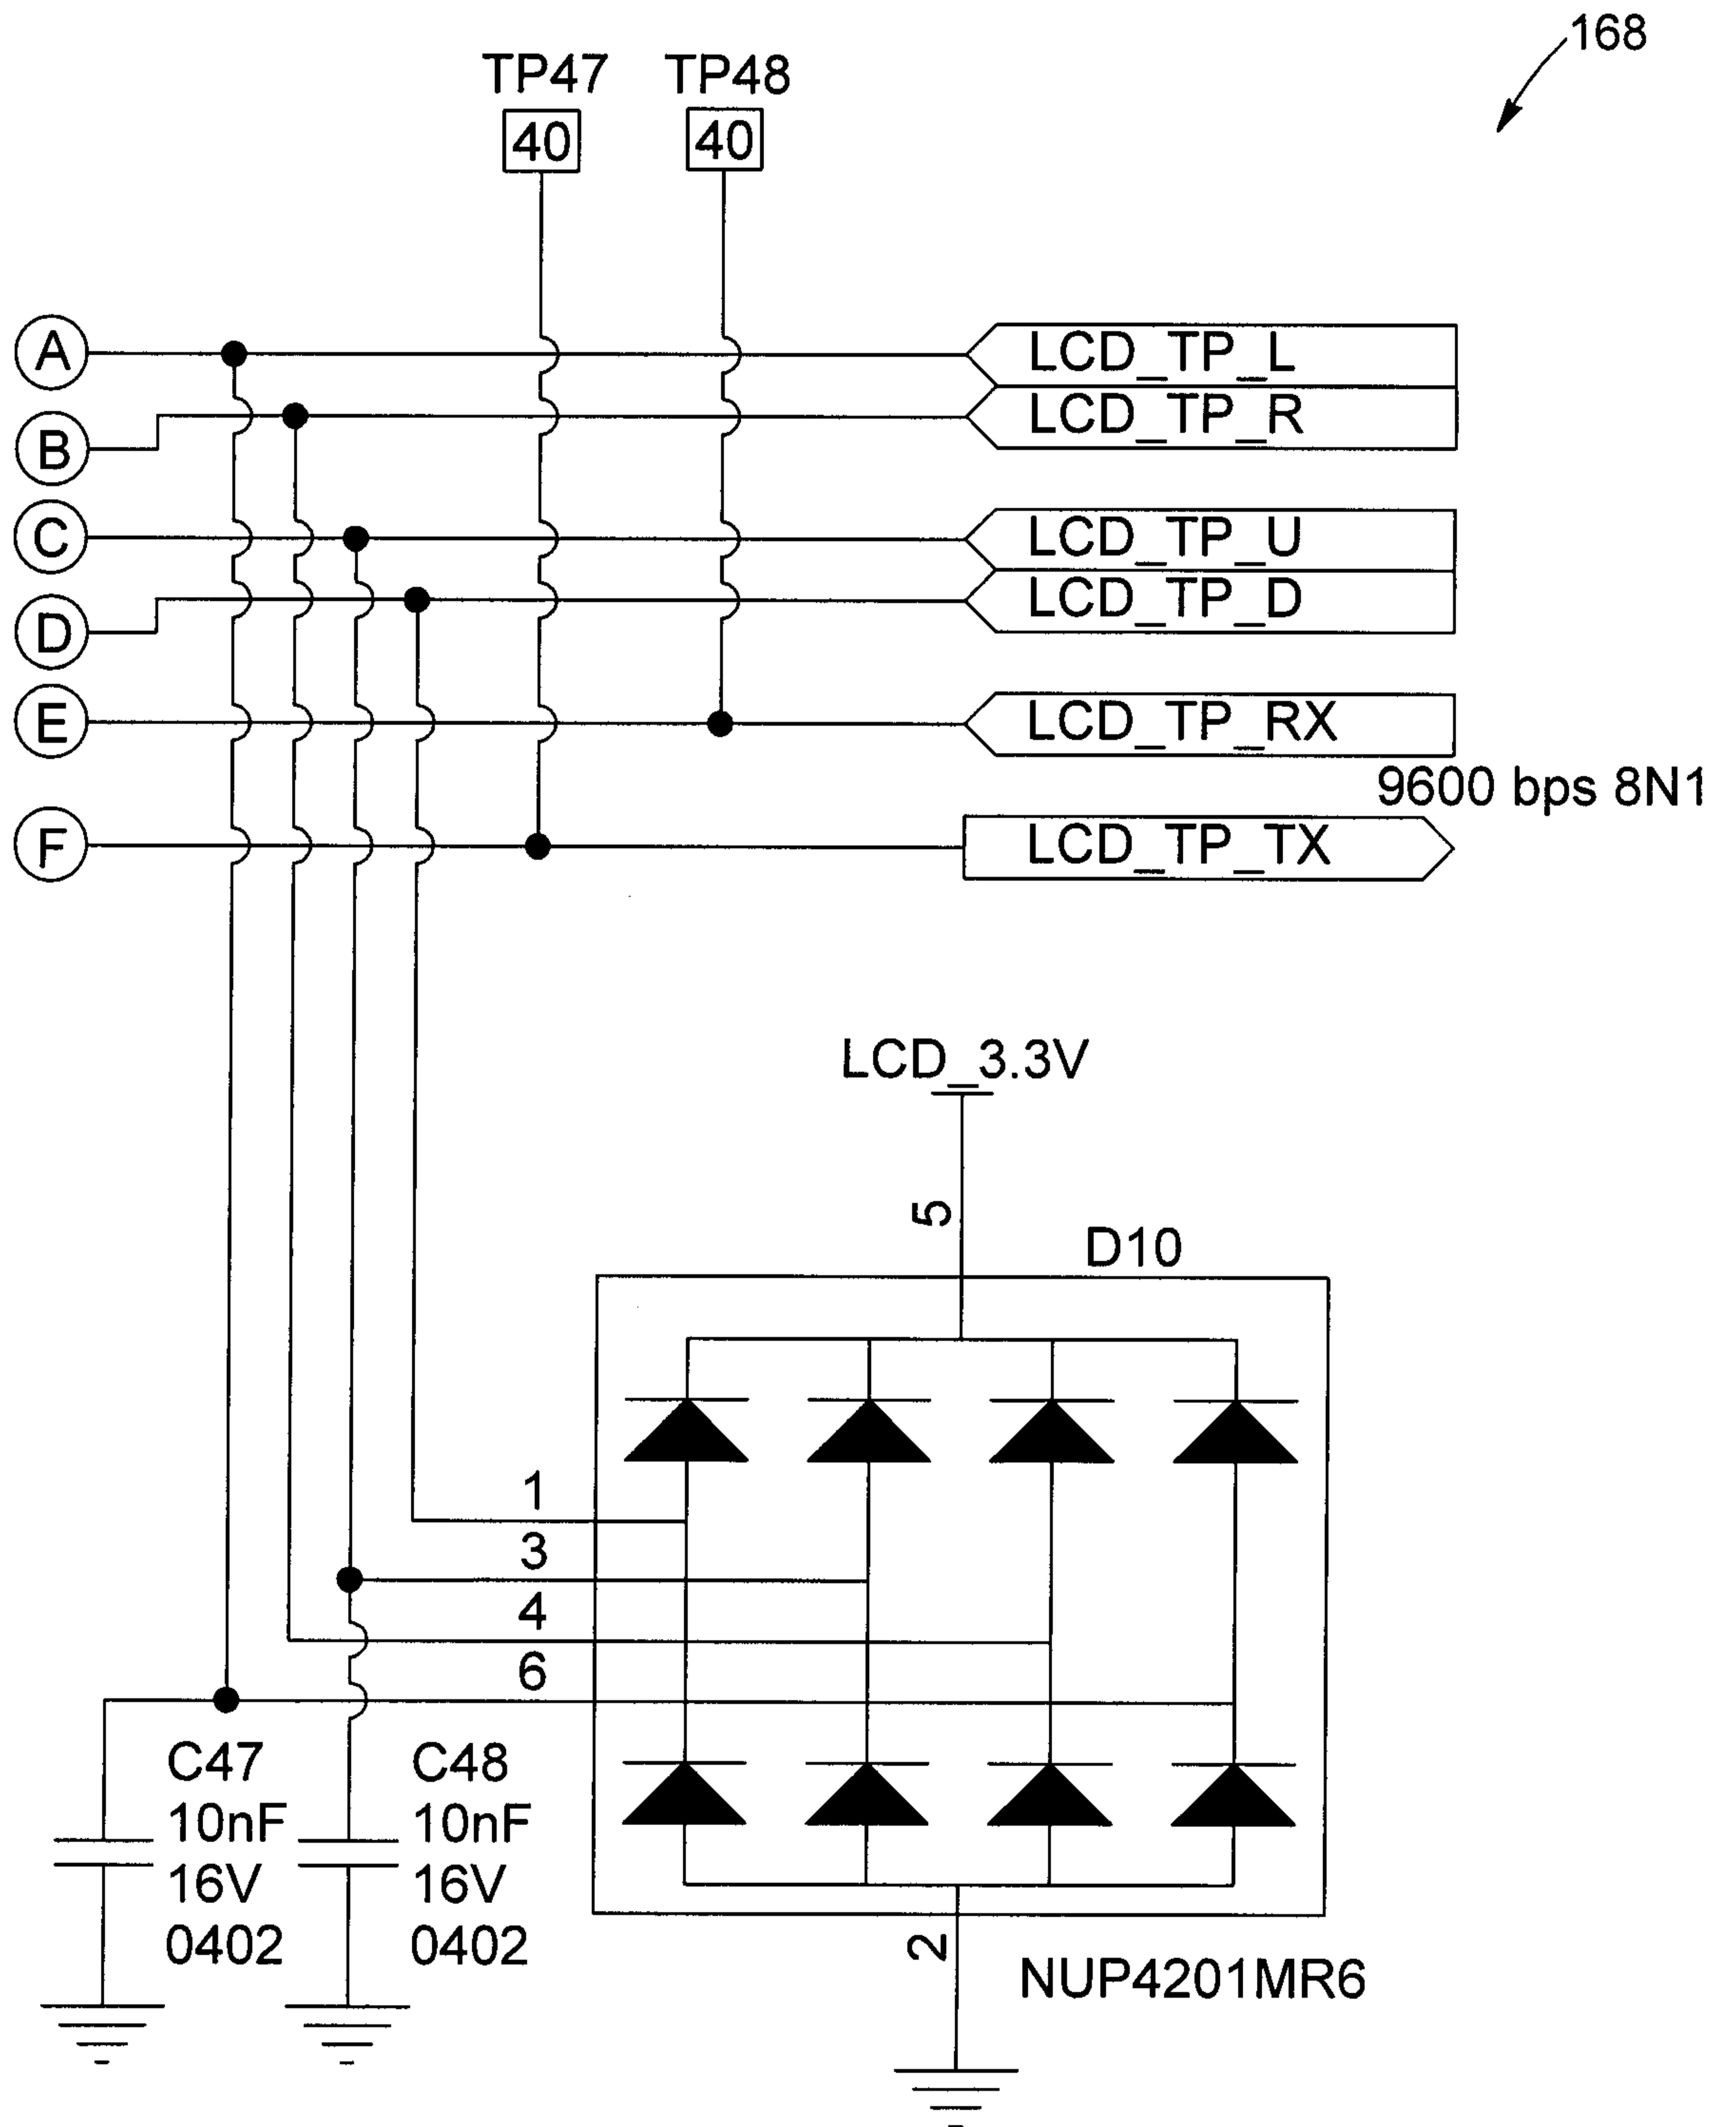 168
TP47 TP48
40 40
A LCD_TP_L
B LCD_TP_R
C LCD_TP_U
D LCD_TP_D
E LCD_TP_RX
9600 bps 8N1
F LCD_TP_TX
LCD_3.3V
5
D10
1
3
4
6
C47
10nF
16V
0402
C48
10nF
16V
0402
2
NUP4201MR6